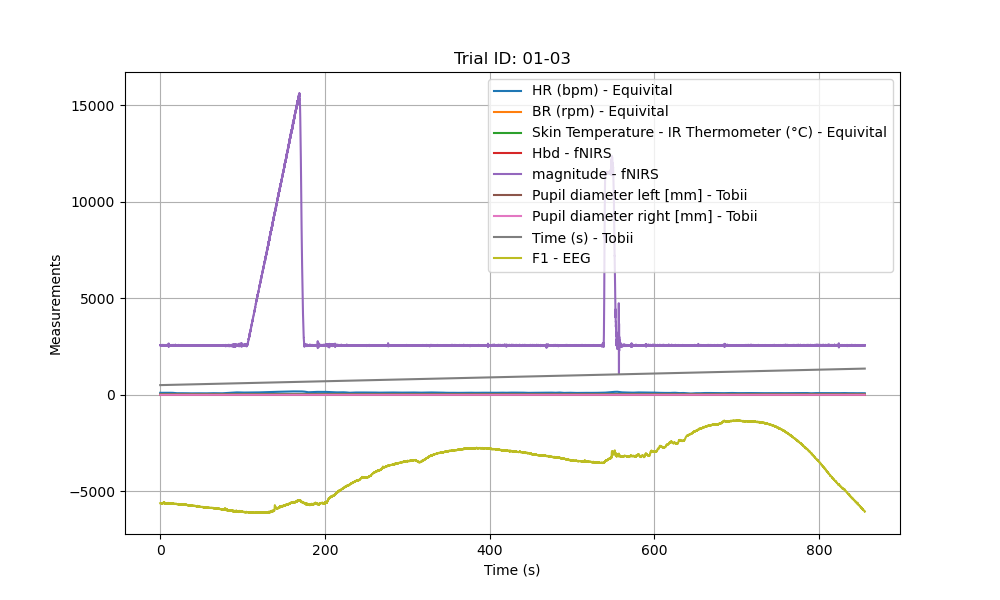 Trial ID: 01-03
HR (bpm) - Equivital
BR (rpm) - Equivital
Skin Temperature - IR Thermometer (°C) - Equivital
Hbd - fNIRS
magnitude - fNIRS
Pupil diameter left [mm] - Tobii
Pupil diameter right [mm] - Tobii
Time (s) - Tobii
F1 - EEG
Measurements
15000
10000
5000
0
−5000
0 200 400 600 800
Time (s)